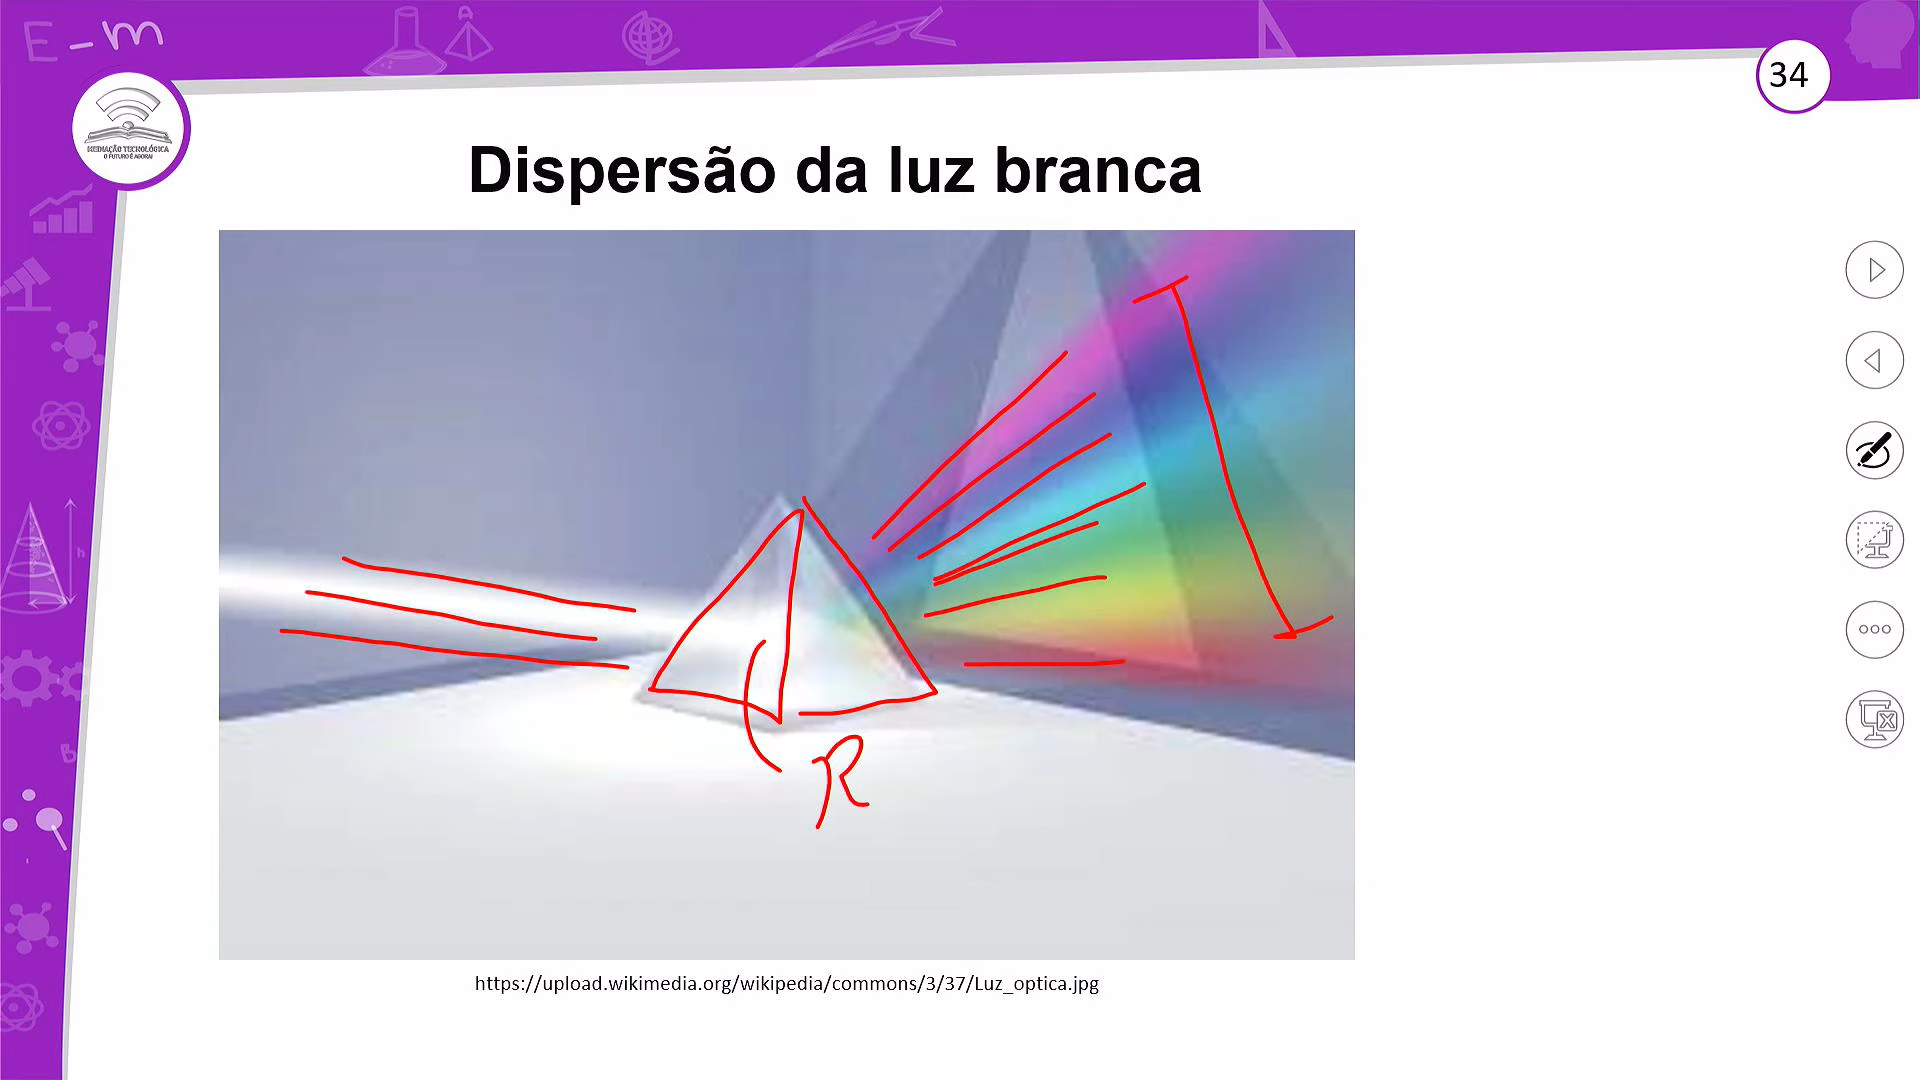 34
MEDIAÇÃO TECNOLÓGICA
O FUTURO É AGORA!
Dispersão da luz branca
R
h
B
https://upload.wikimedia.org/wikipedia/commons/3/37/Luz_optica.jpg